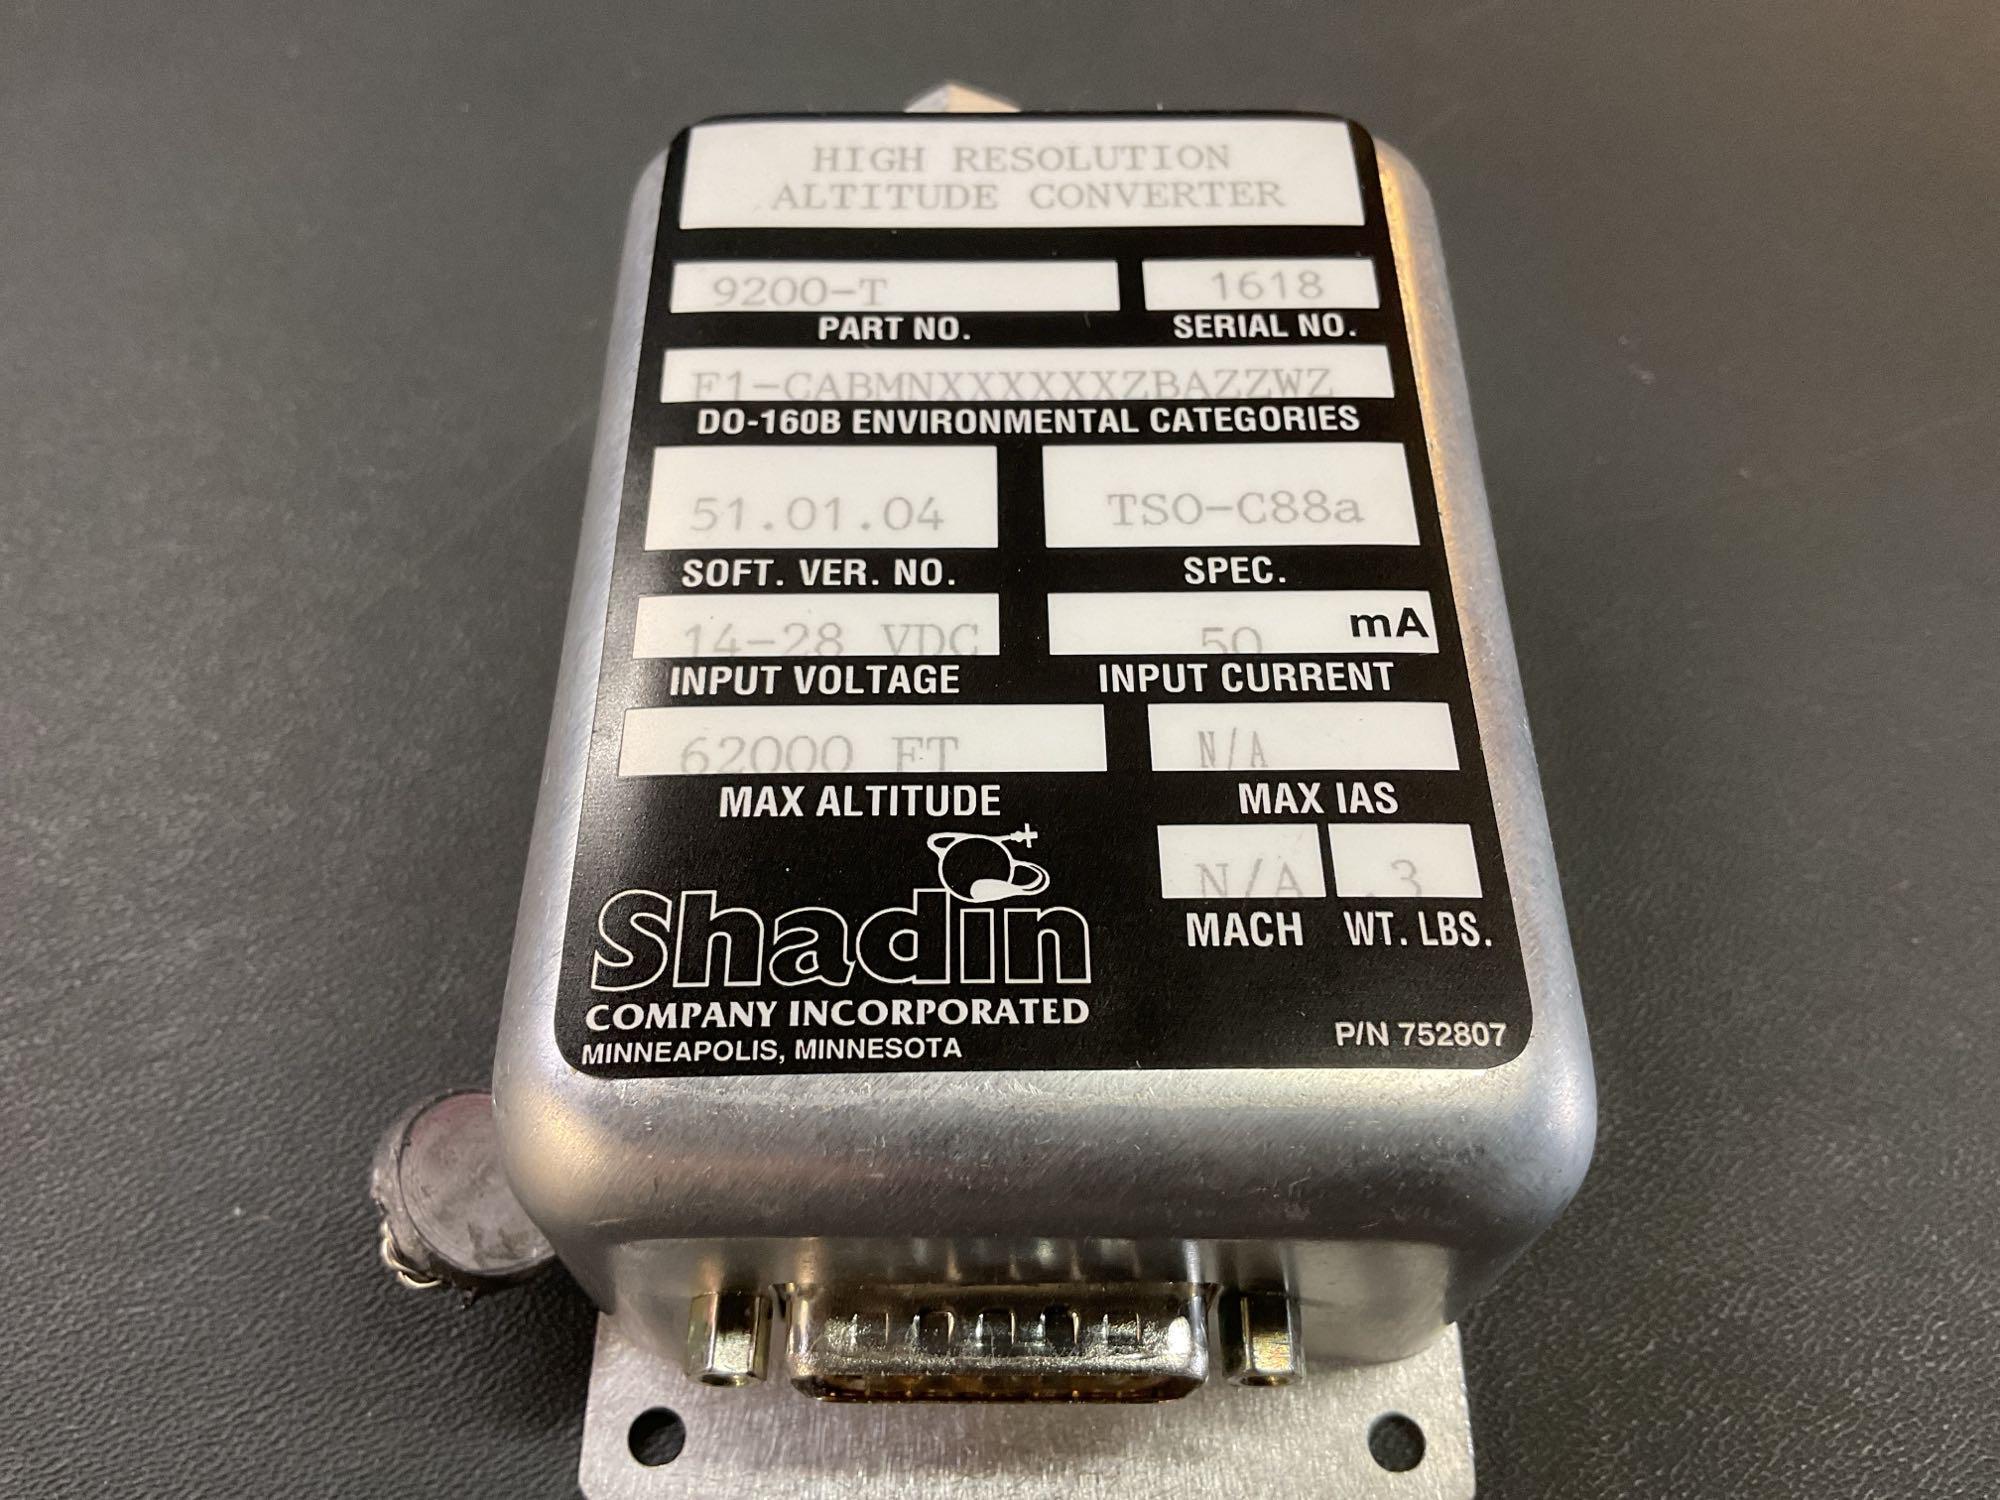 HIGH RESOLUTION
ALTITUDE CONVERTER
9200-T 1618
PART NO. SERIAL NO.
F1-CABMNXXXXXXZBAZZWZ
DO-160B ENVIRONMENTAL CATEGORIES
51.01.04 TSO-C88a
SOFT. VER. NO. SPEC.
14-28 VDC 50 mA
INPUT VOLTAGE INPUT CURRENT
62000 FT N/A
MAX ALTITUDE MAX IAS
N/A .3
MACH WT. LBS.
Shadin
COMPANY INCORPORATED
MINNEAPOLIS, MINNESOTA
P/N 752807